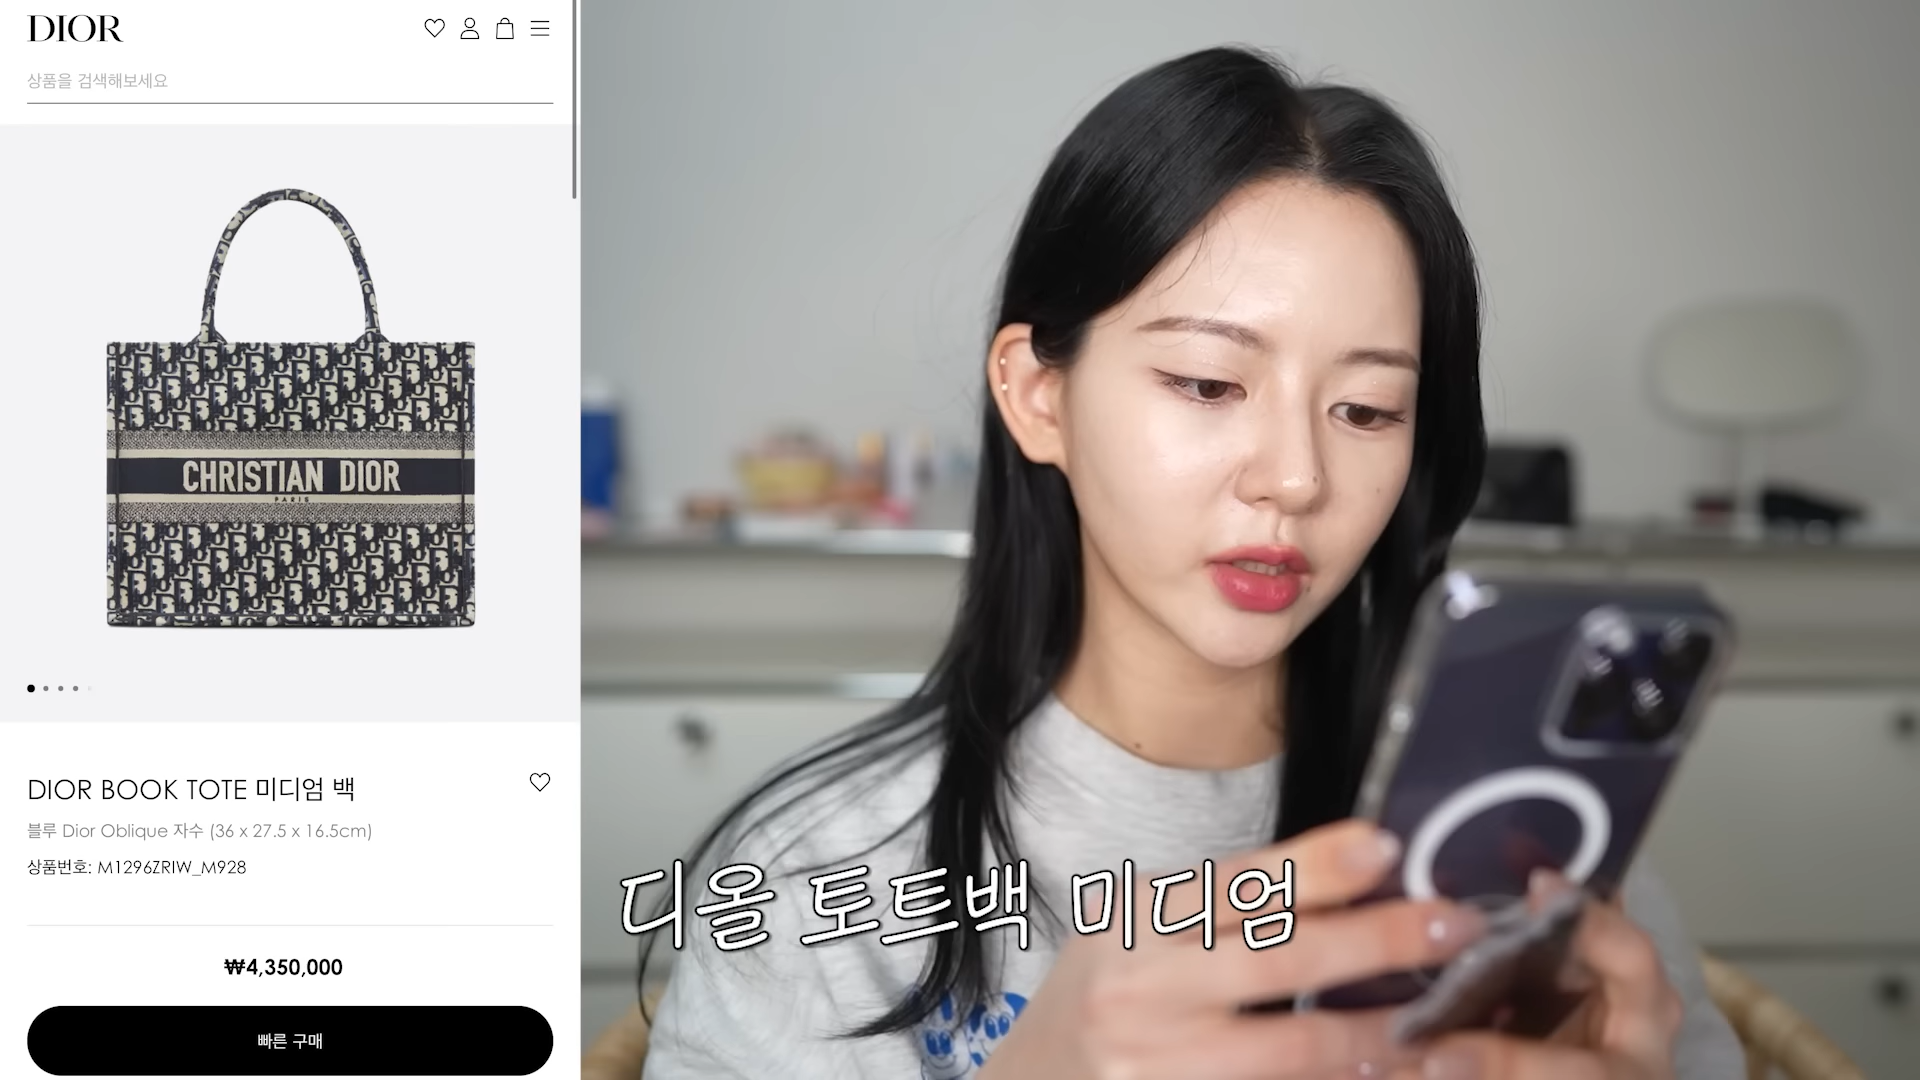 DIOR
상품을 검색해보세요
CHRISTIAN DIOR
PARIS
DIOR BOOK TOTE 미디엄 백
블루 Dior Oblique 자수 (36 x 27.5 x 16.5cm)
상품번호: M1296ZRIW_M928
₩4,350,000
빠른 구매
디올 토트백 미디엄